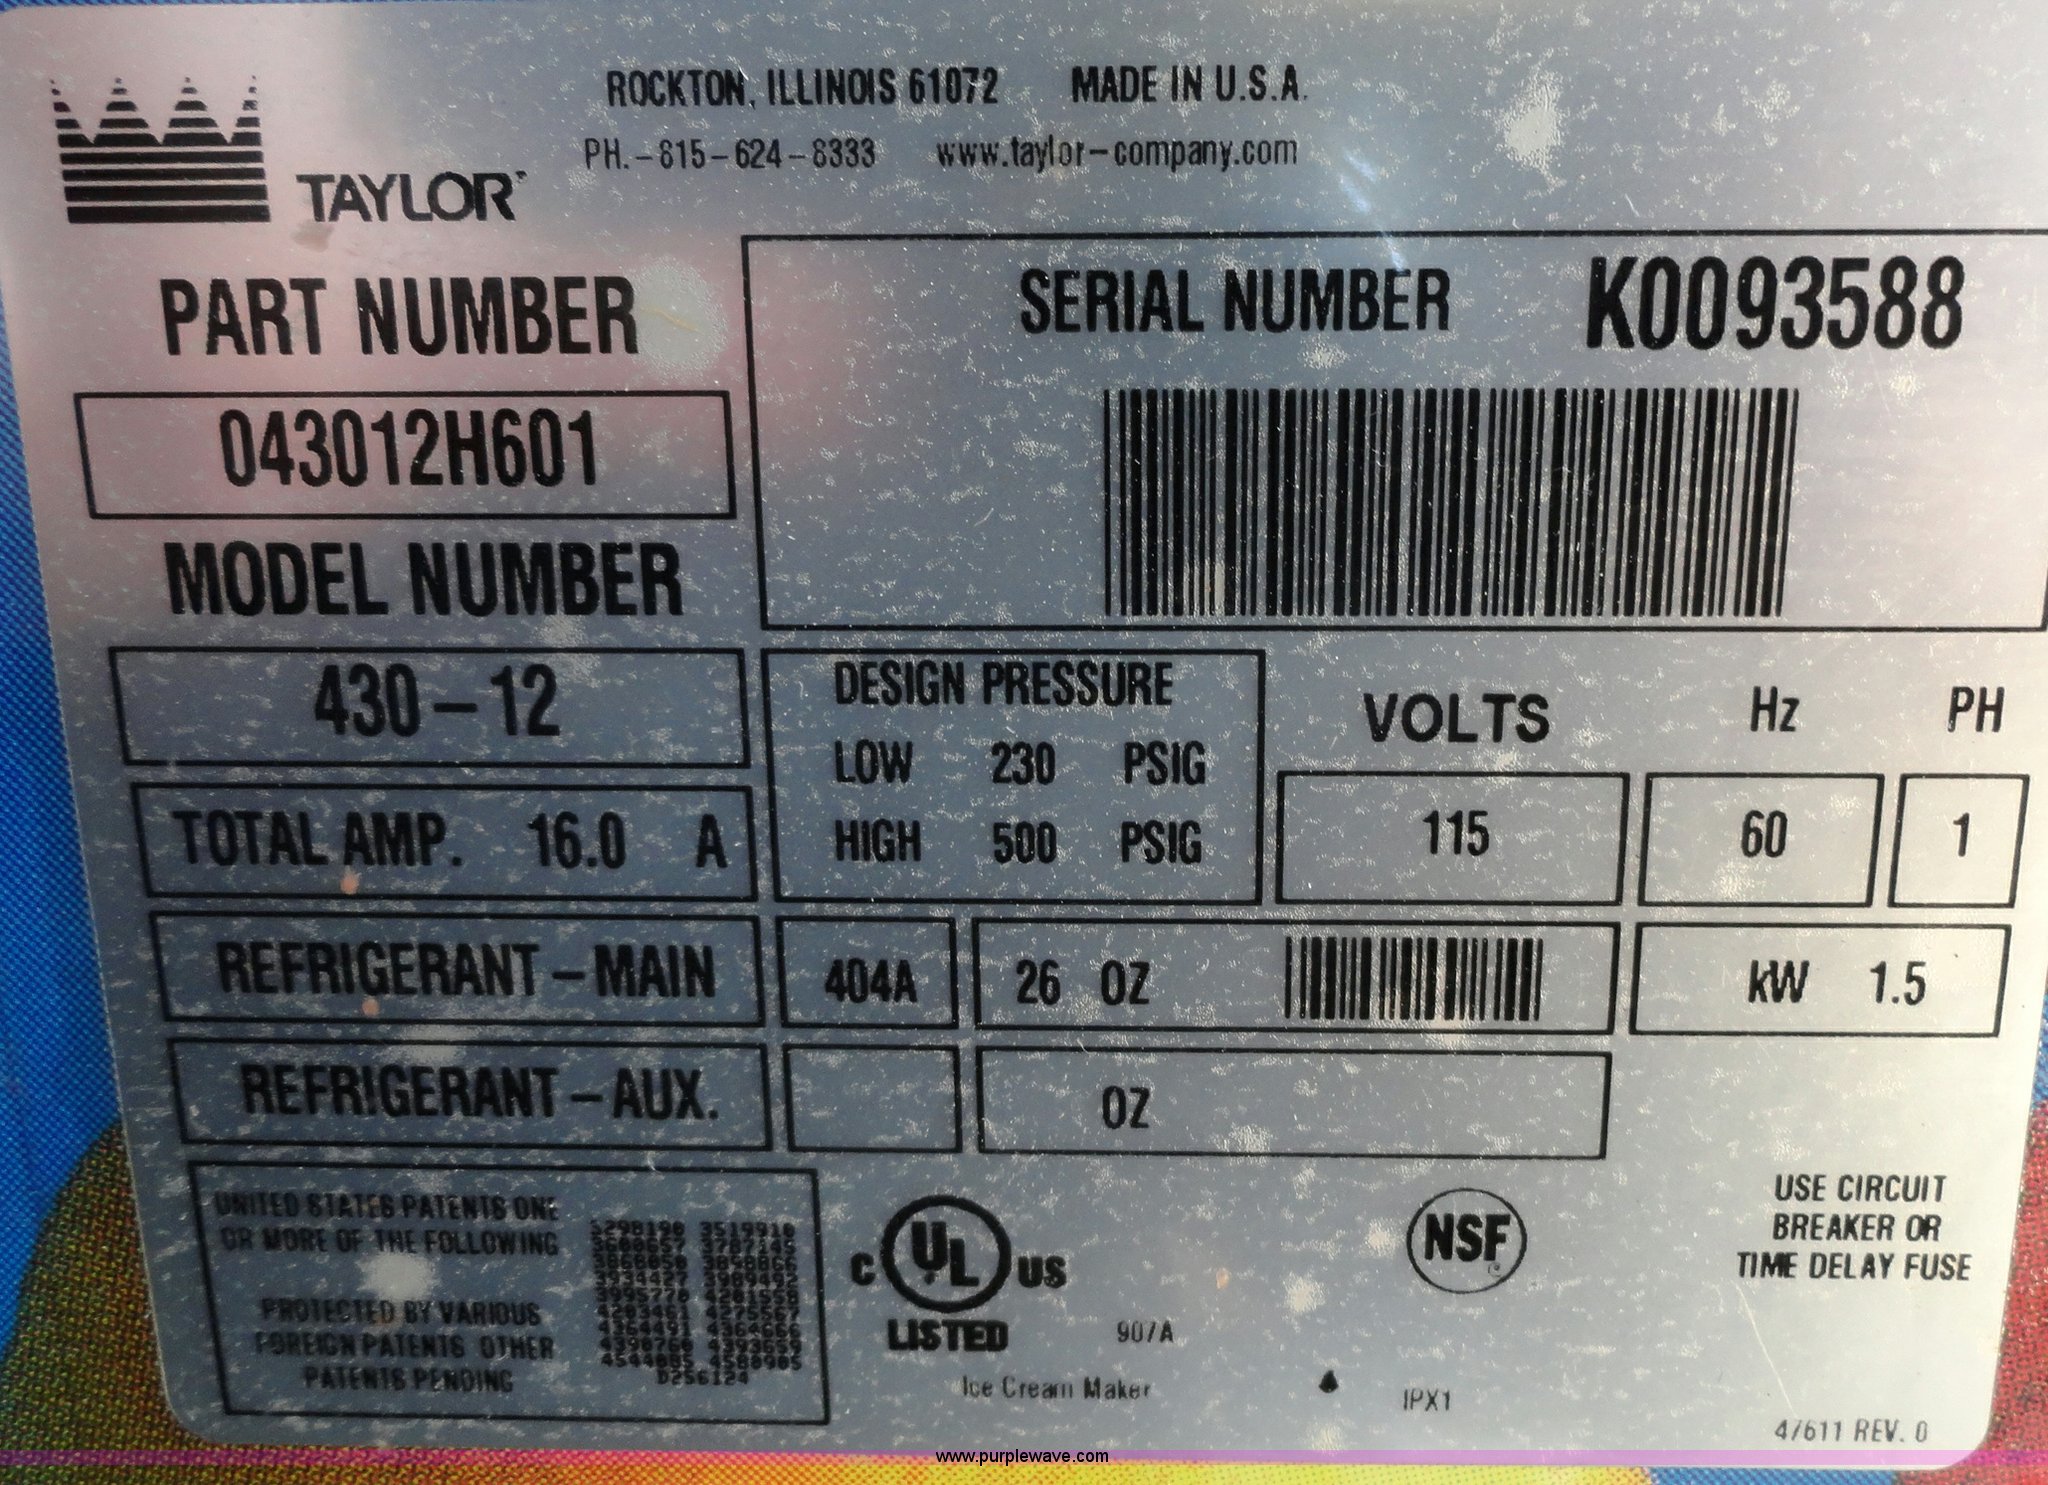 ROCKTON, ILLINOIS 61072 MADE IN U.S.A.
PH.-815-624-8333 www.taylor-company.com
TAYLOR
PART NUMBER
043012H601
SERIAL NUMBER K0093588
MODEL NUMBER
430-12
DESIGN PRESSURE
LOW 230 PSIG
HIGH 500 PSIG
VOLTS Hz PH
115 60 1
TOTAL AMP. 16.0 A
REFRIGERANT-MAIN 404A 26 OZ
kW 1.5
REFRIGERANT-AUX. OZ
UNITED STATES PATENTS ONE
OR MORE OF THE FOLLOWING
PROTECTED BY VARIOUS
FOREIGN PATENTS OTHER
PATENTS PENDING
D256124
C UL US
LISTED
907A
Ice Cream Maker
NSF
IPX1
USE CIRCUIT
BREAKER OR
TIME DELAY FUSE
47611 REV. 0
www.purplewave.com